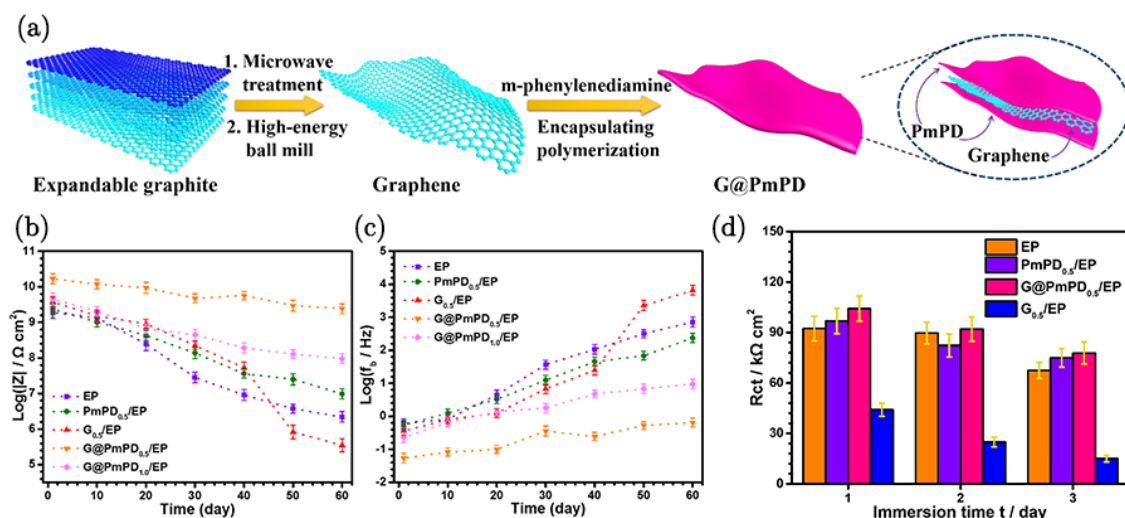 (a)
1. Microwave
treatment
2. High-energy
ball mill
m-phenylenediamine
Encapsulating
polymerization
PmPD
Graphene
Expandable graphite
Graphene
G@PmPD
(b)
Log(|Z| / Ω cm²)
11
10
9
8
7
6
5
EP
PmPD₀.₅/EP
G₀.₅/EP
G@PmPD₀.₅/EP
G@PmPD₁.₀/EP
0 10 20 30 40 50 60
Time (day)
(c)
Log(f_b / Hz)
5
4
3
2
1
0
-1
-2
EP
PmPD₀.₅/EP
G₀.₅/EP
G@PmPD₀.₅/EP
G@PmPD₁.₀/EP
0 10 20 30 40 50 60
Time (day)
(d)
Rct / kΩ cm²
150
120
90
60
30
0
EP
PmPD₀.₅/EP
G@PmPD₀.₅/EP
G₀.₅/EP
1 2 3
Immersion time t / day